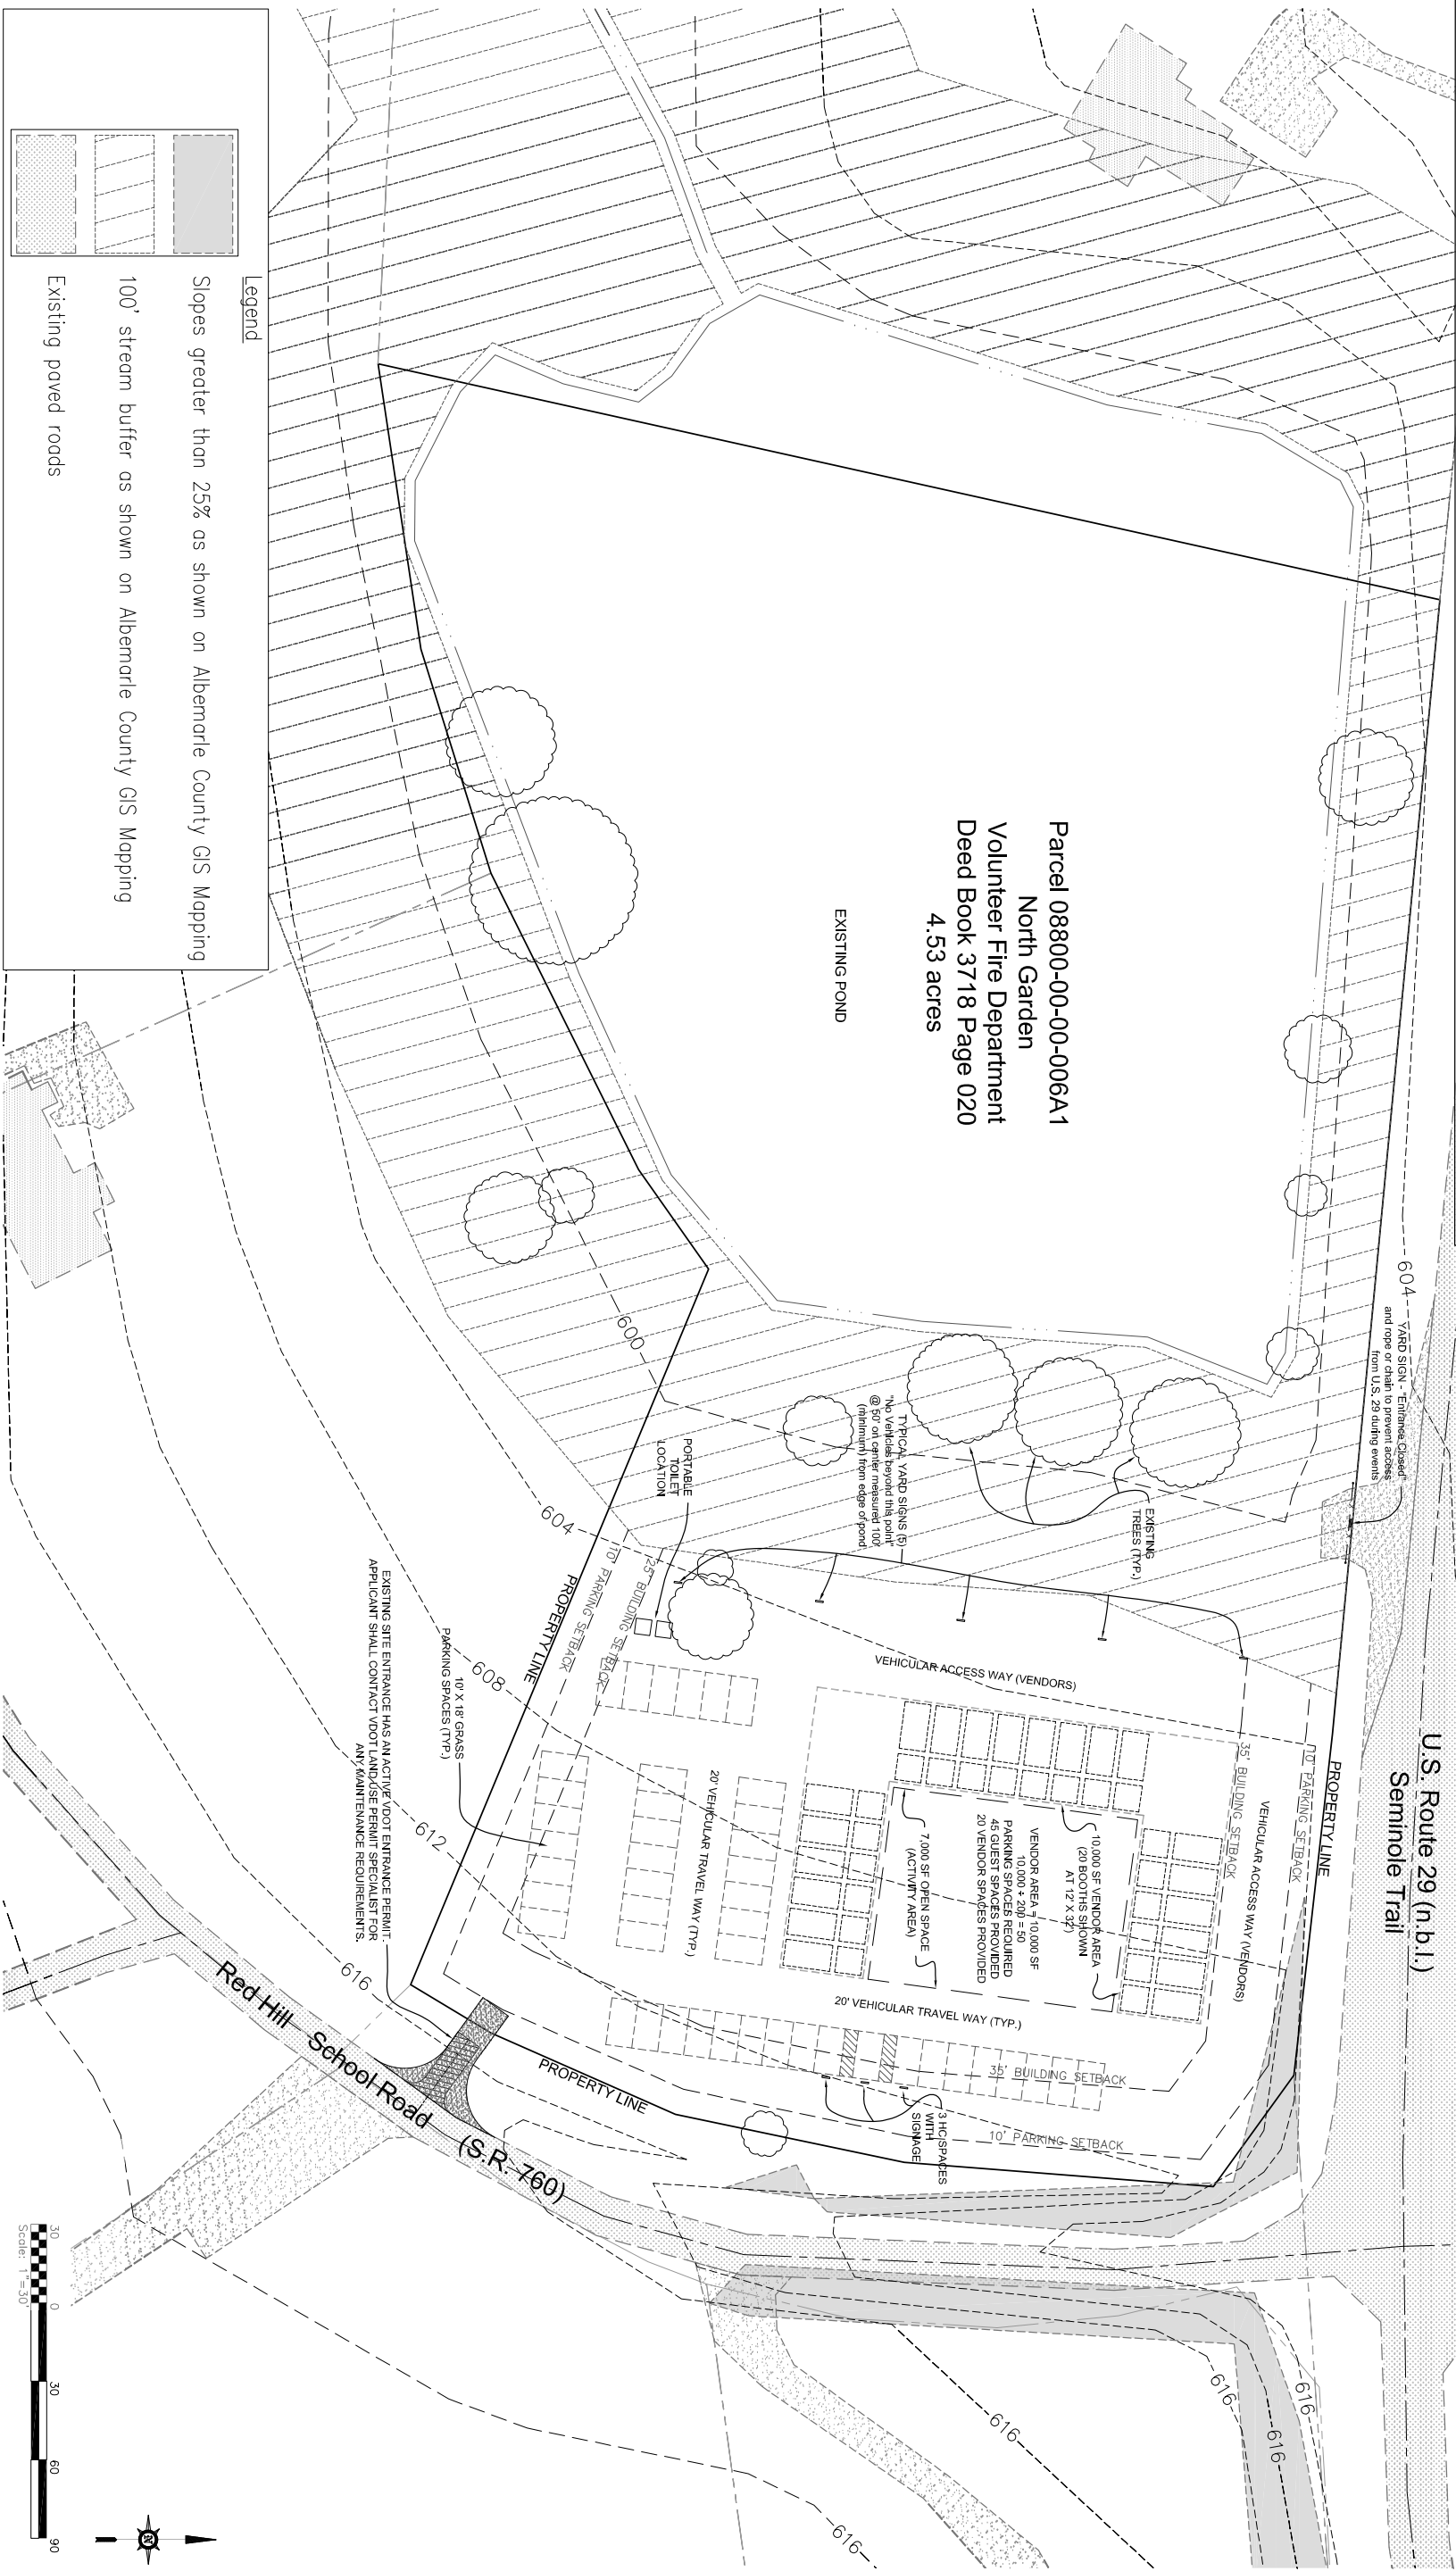 U.S. Route 29 (n.b.l.)
Seminole Trail
604
YARD SIGN - "Entrance Closed"
and rope or chain to prevent access
from U.S. 29 during events
PROPERTY LINE
10' PARKING SETBACK
35' BUILDING SETBACK
VEHICULAR ACCESS WAY (VENDORS)
Parcel 08800-00-00-006A1
North Garden
Volunteer Fire Department
Deed Book 3718 Page 020
4.53 acres
EXISTING POND
EXISTING
TREES (TYP.)
TYPICAL YARD SIGNS (5)
"No Vehicles beyond this point"
@ 50' on center measured 100'
(minimum) from edge of pond
VEHICULAR ACCESS WAY (VENDORS)
10,000 SF VENDOR AREA
(20 BOOTHS SHOWN
AT 12' X 32')
VENDOR AREA = 10,000 SF
10,000 ÷ 200 = 50
PARKING SPACES REQUIRED
45 GUEST SPACES PROVIDED
20 VENDOR SPACES PROVIDED
7,000 SF OPEN SPACE
(ACTIVITY AREA)
20' VEHICULAR TRAVEL WAY (TYP.)
20' VEHICULAR TRAVEL WAY (TYP.)
35' BUILDING SETBACK
10' PARKING SETBACK
3 HC SPACES
WITH
SIGNAGE
PORTABLE
TOILET
LOCATION
600
604
608
612
616
25' BUILDING SETBACK
10' PARKING SETBACK
PROPERTY LINE
PROPERTY LINE
10' X 18' GRASS
PARKING SPACES (TYP.)
EXISTING SITE ENTRANCE HAS AN ACTIVE VDOT ENTRANCE PERMIT.
APPLICANT SHALL CONTACT VDOT LAND USE PERMIT SPECIALIST FOR
ANY MAINTENANCE REQUIREMENTS.
Red Hill School Road (S.R. 760)
616
616
616
616
616
Legend
Slopes greater than 25% as shown on Albemarle County GIS Mapping
100' stream buffer as shown on Albemarle County GIS Mapping
Existing paved roads
30 0 30 60 90
Scale: 1"=30'
N